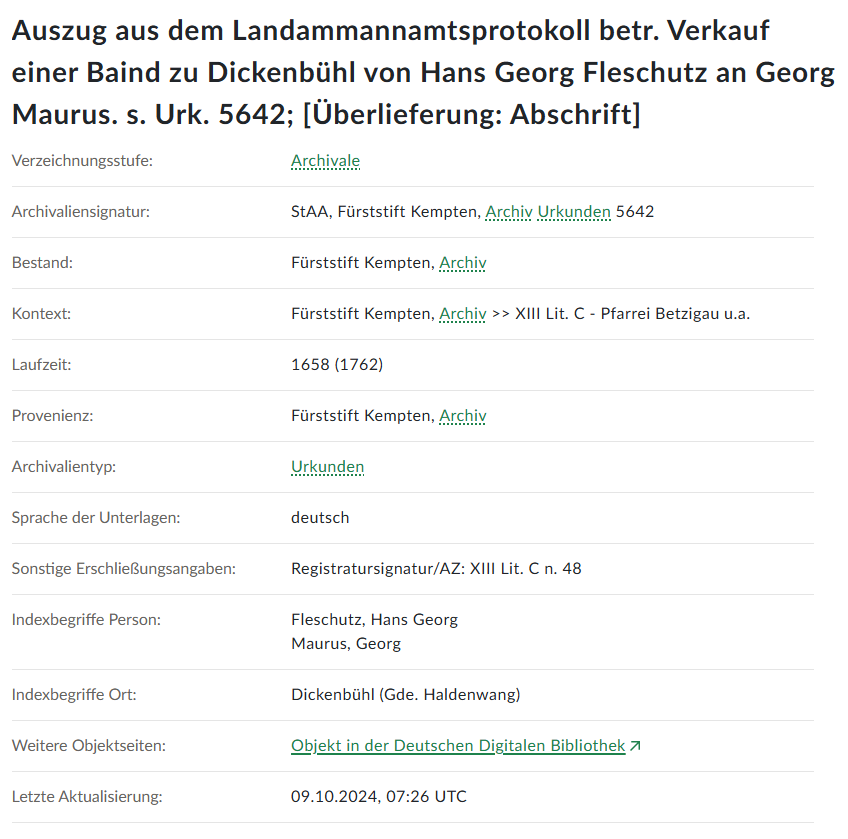 Auszug aus dem Landammannamtsprotokoll betr. Verkauf
einer Baind zu Dickenbühl von Hans Georg Fleschutz an Georg
Maurus. s. Urk. 5642; [Überlieferung: Abschrift]
Verzeichnungsstufe: Archivale
Archivaliensignatur: StAA, Fürststift Kempten, Archiv Urkunden 5642
Bestand: Fürststift Kempten, Archiv
Kontext: Fürststift Kempten, Archiv >> XIII Lit. C - Pfarrei Betzigau u.a.
Laufzeit: 1658 (1762)
Provenienz: Fürststift Kempten, Archiv
Archivalientyp: Urkunden
Sprache der Unterlagen: deutsch
Sonstige Erschließungsangaben: Registratursignatur/AZ: XIII Lit. C n. 48
Indexbegriffe Person: Fleschutz, Hans Georg
Maurus, Georg
Indexbegriffe Ort: Dickenbühl (Gde. Haldenwang)
Weitere Objektseiten: Objekt in der Deutschen Digitalen Bibliothek
Letzte Aktualisierung: 09.10.2024, 07:26 UTC